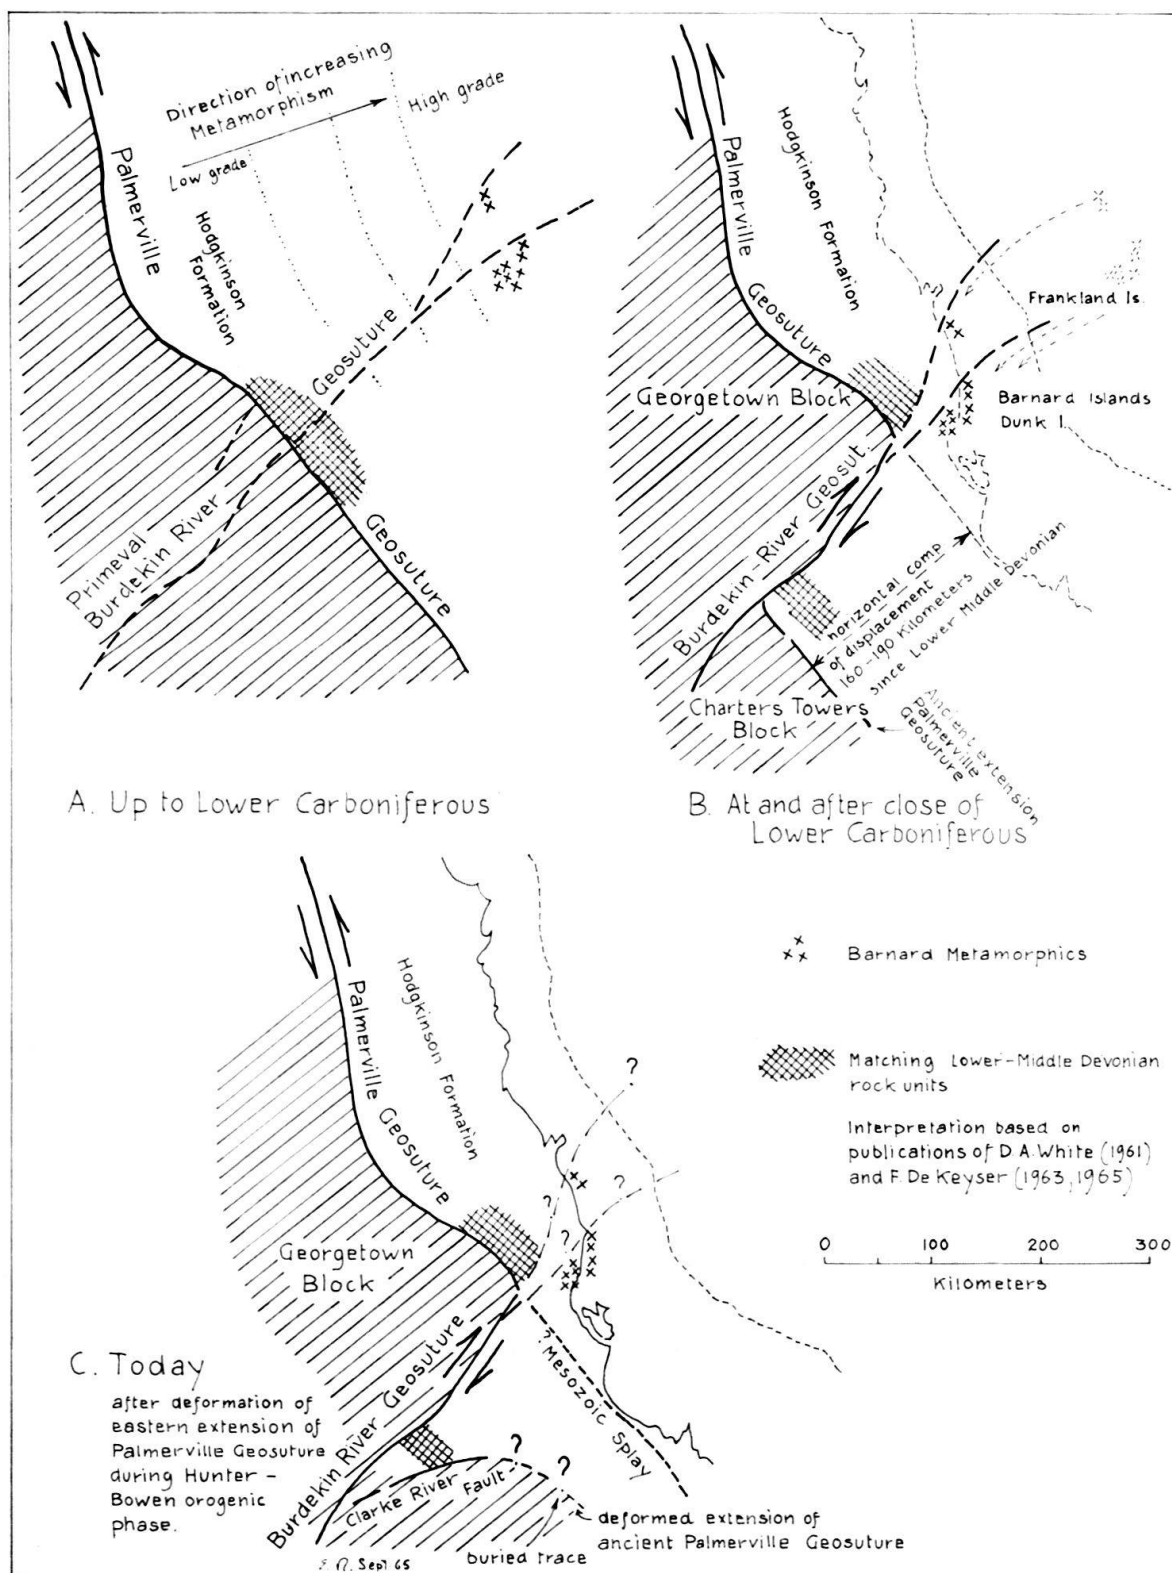 Direction of increasing
Metamorphism
High grade
Low grade
Palmerville
Hodgkinson
Formation
Geosuture
Primeval
Burdekin River
Geosuture
A. Up to Lower Carboniferous
Palmerville
Geosuture
Hodgkinson Formation
Frankland Is.
Georgetown Block
Barnard Islands
Dunk I.
Burdekin-River Geosut.
horizontal comp
of displacement
160-190 Kilometers
since Lower Middle Devonian
Charters Towers
Block
Ancient extension
Palmerville
Geosuture
B. At and after close of
Lower Carboniferous
Palmerville Geosuture
Hodgkinson Formation
?
?
?
?
Georgetown
Block
Burdekin River Geosuture
? Mesozoic Splay
C. Today
after deformation of
eastern extension of
Palmerville Geosuture
during Hunter -
Bowen orogenic
phase.
?
?
Clarke River Fault
deformed extension of
ancient Palmerville Geosuture
buried trace
Sept 65
Barnard Metamorphics
Matching Lower-Middle Devonian
rock units
Interpretation based on
publications of D.A. White (1961)
and F. De Keyser (1963, 1965)
0 100 200 300
Kilometers